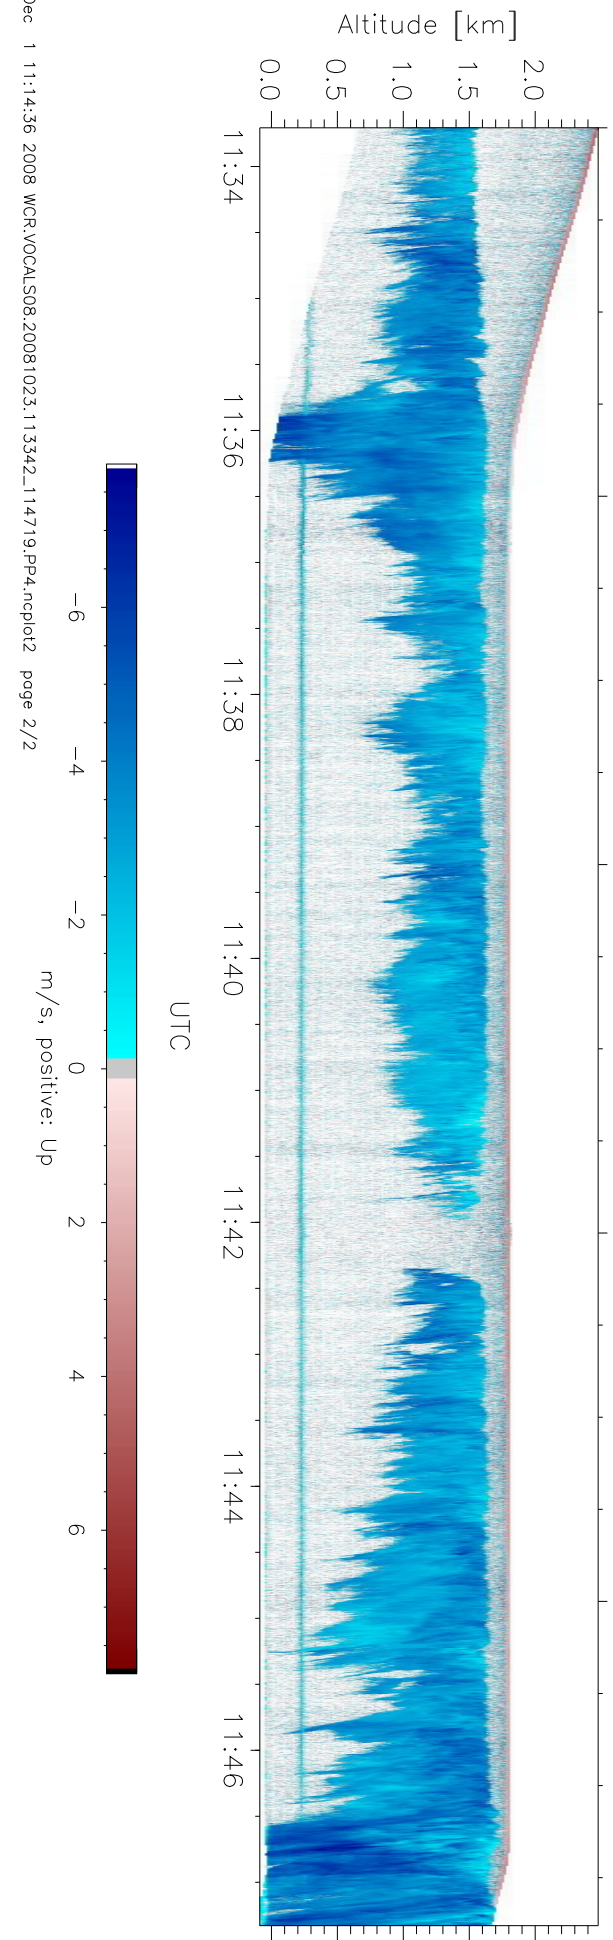 Altitude [km]
0.0 0.5 1.0 1.5 2.0
11:34 11:36 11:38 11:40 11:42 11:44 11:46
UTC
-6 -4 -2 0 2 4 6
m/s, positive: Up
1 11:14:36 2008 WCR.VOCALS08.20081023.113342_114719.PP4.ncplot2 page 2/2